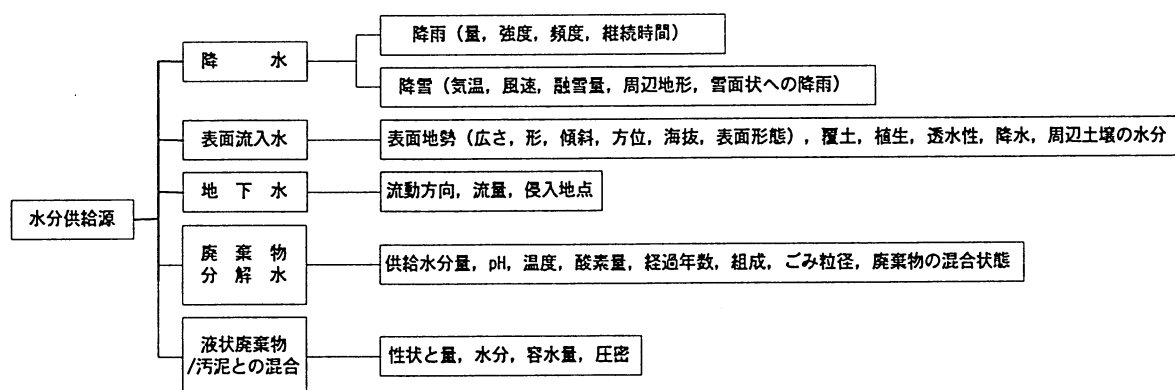 降雨（量，強度，頻度，継続時間）
降　水
降雪（気温，風速，融雪量，周辺地形，雪面状への降雨）
表面流入水
表面地勢（広さ，形，傾斜，方位，海抜，表面形態），覆土，植生，透水性，降水，周辺土壌の水分
地　下　水
流動方向，流量，侵入地点
水分供給源
廃　棄　物
分　解　水
供給水分量，pH，温度，酸素量，経過年数，組成，ごみ粒径，廃棄物の混合状態
液状廃棄物
/汚泥との混合
性状と量，水分，容水量，圧密